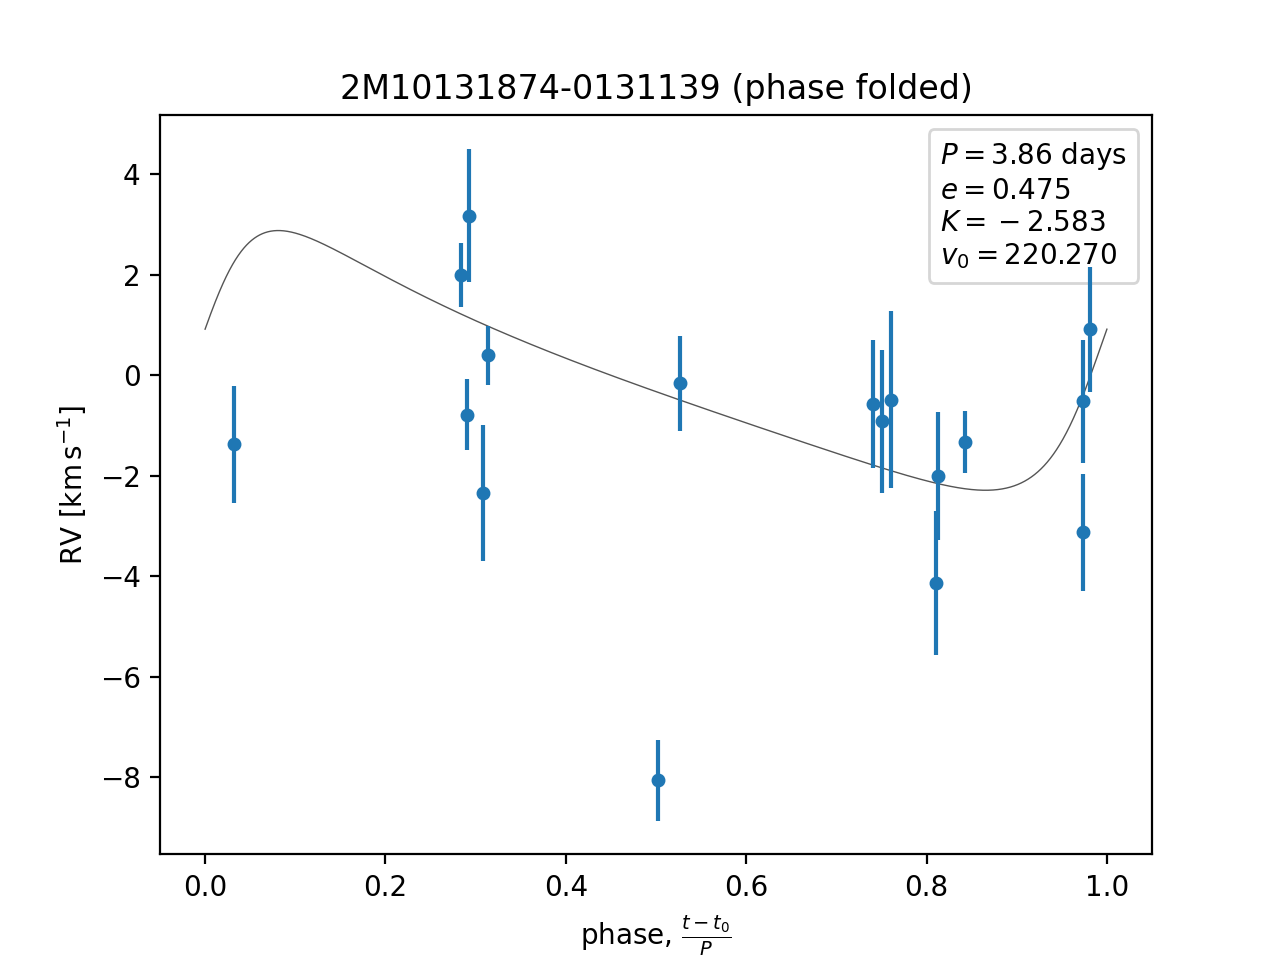 2M10131874-0131139 (phase folded)
P = 3.86 days
e = 0.475
K = −2.583
v₀ = 220.270
4
2
0
−2
−4
−6
−8
RV [km s⁻¹]
0.0 0.2 0.4 0.6 0.8 1.0
phase, (t − t₀)/P